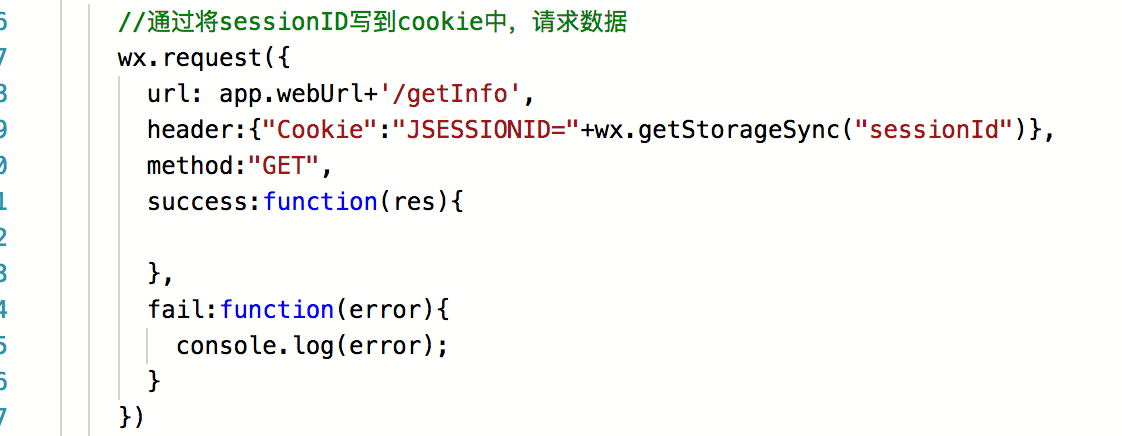 6 //通过将sessionID写到cookie中，请求数据
7 wx.request({
8 url: app.webUrl+'/getInfo',
9 header:{"Cookie":"JSESSIONID="+wx.getStorageSync("sessionId")},
0 method:"GET",
1 success:function(res){
2
3 },
4 fail:function(error){
5 console.log(error);
6 }
7 })